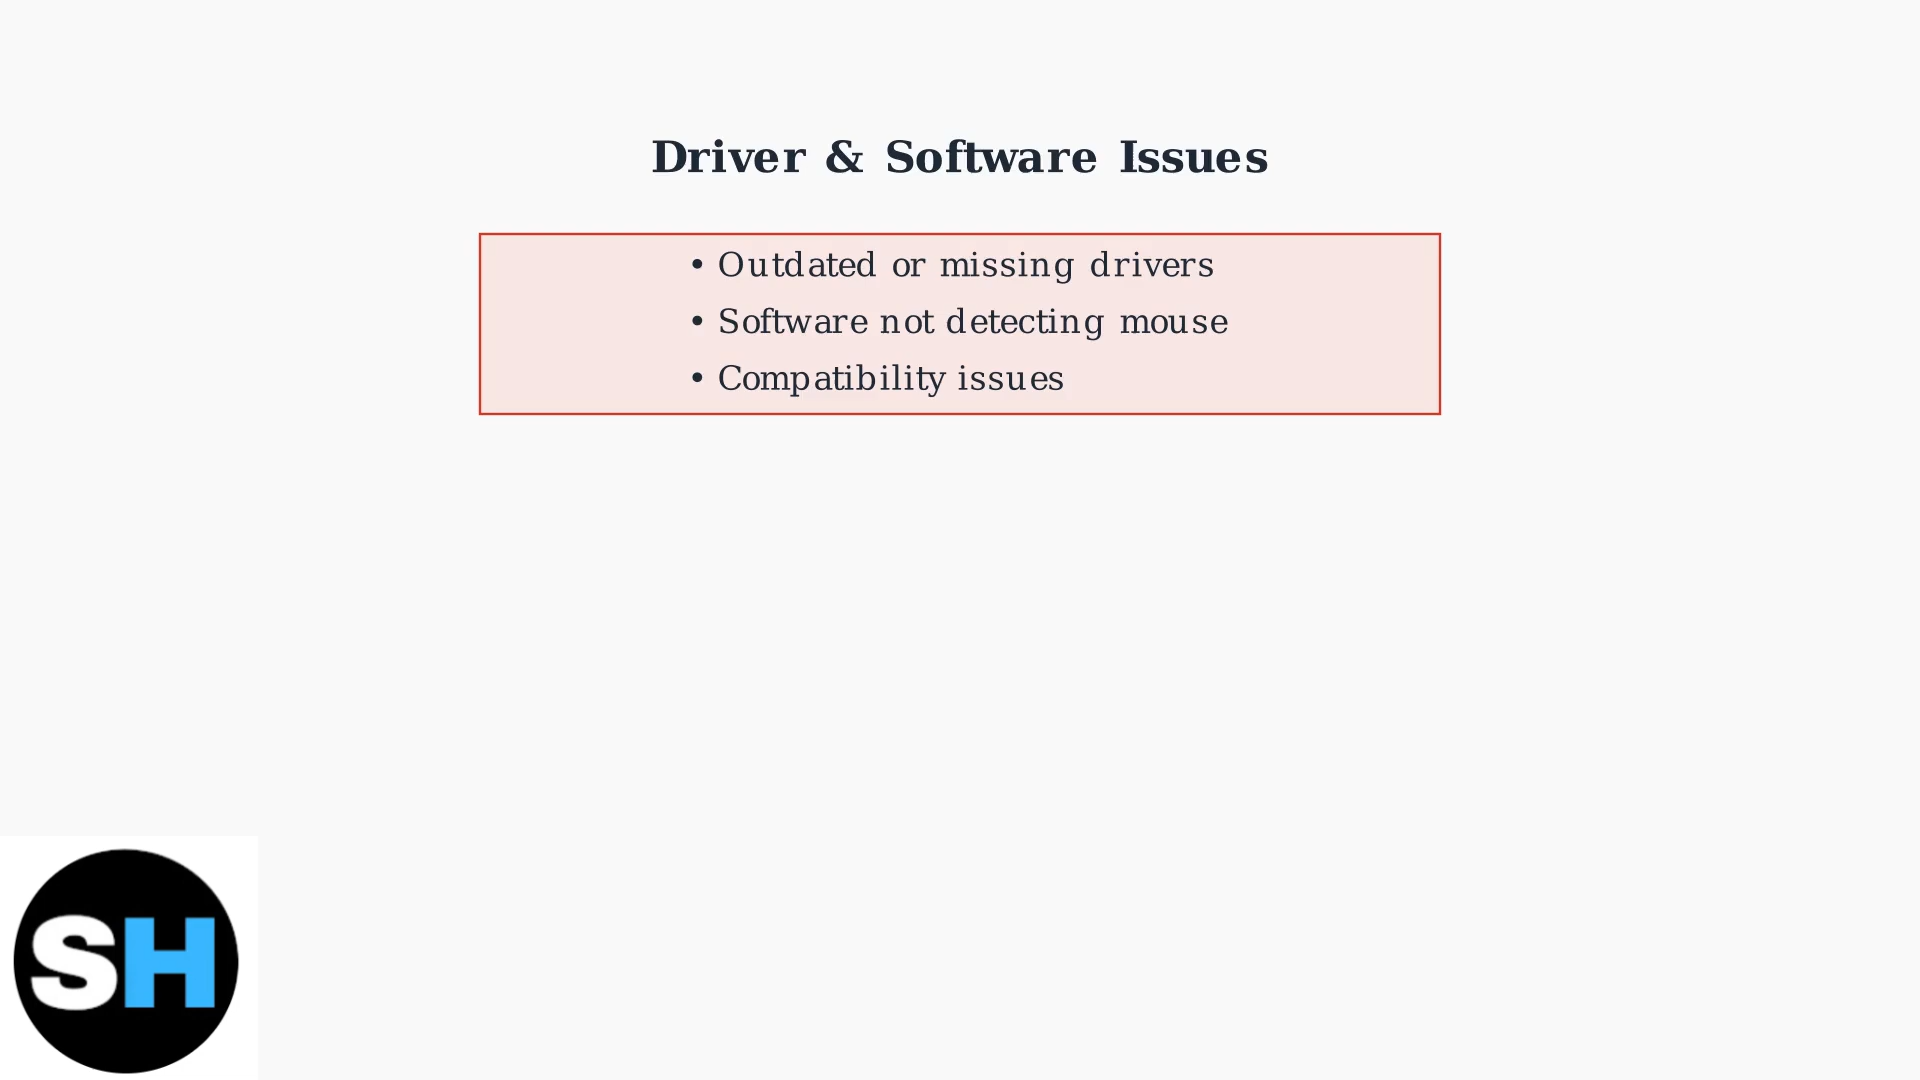 Driver & Software Issues
• Outdated or missing drivers
• Software not detecting mouse
• Compatibility issues
SH